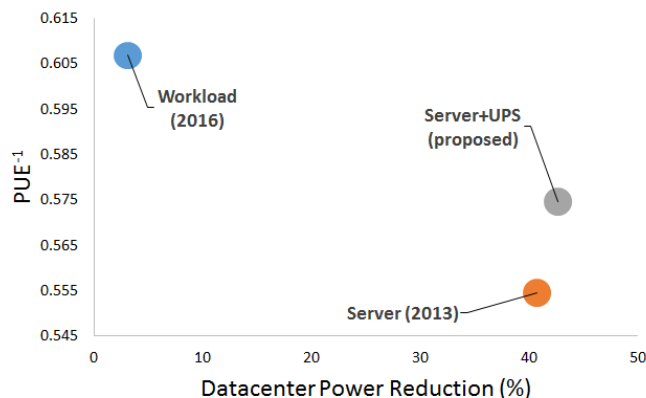 0.615
0.605
0.595
0.585
0.575
0.565
0.555
0.545
PUE-1
Workload
(2016)
Server+UPS
(proposed)
Server (2013)
0 10 20 30 40 50
Datacenter Power Reduction (%)